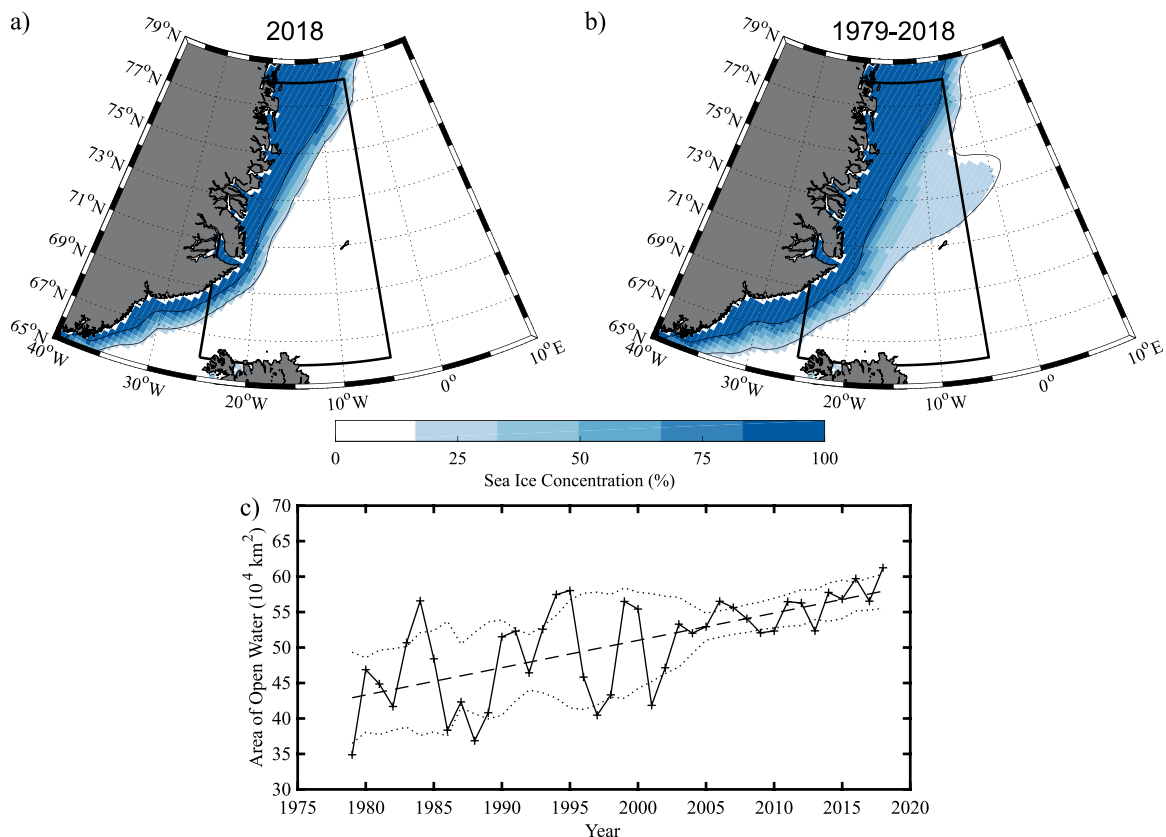 a)
2018
79°N
77°N
75°N
73°N
71°N
69°N
67°N
65°N
40°W
30°W
20°W
10°W
0°
10°E
b)
1979-2018
79°N
77°N
75°N
73°N
71°N
69°N
67°N
65°N
40°W
30°W
20°W
10°W
0°
10°E
0 25 50 75 100
Sea Ice Concentration (%)
c)
Area of Open Water (10⁴ km²)
70
65
60
55
50
45
40
35
30
1975 1980 1985 1990 1995 2000 2005 2010 2015 2020
Year